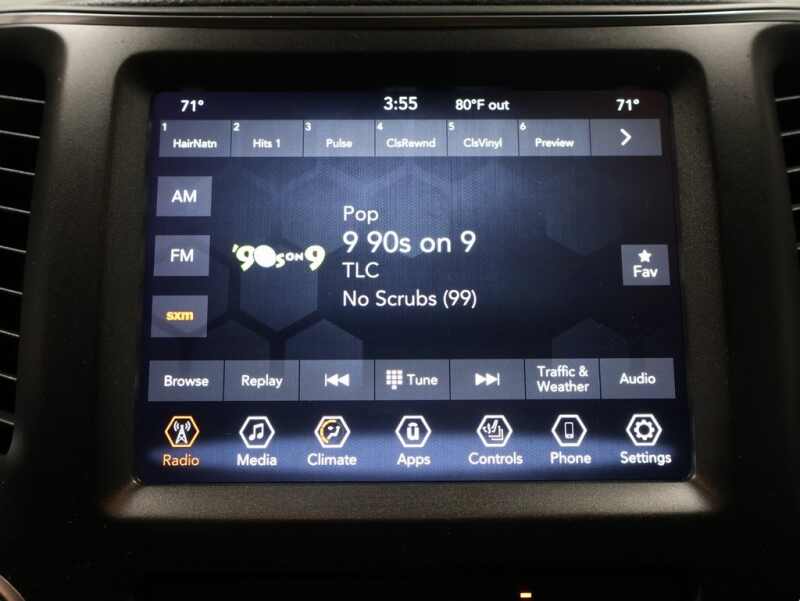 71° 3:55 80°F out 71°
1 HairNatn 2 Hits 1 3 Pulse 4 ClsRewnd 5 ClsVinyl 6 Preview
AM
FM
sxm
'90s ON 9
Pop
9 90s on 9
TLC
No Scrubs (99)
Fav
Browse Replay Tune Traffic & Weather Audio
Radio Media Climate Apps Controls Phone Settings